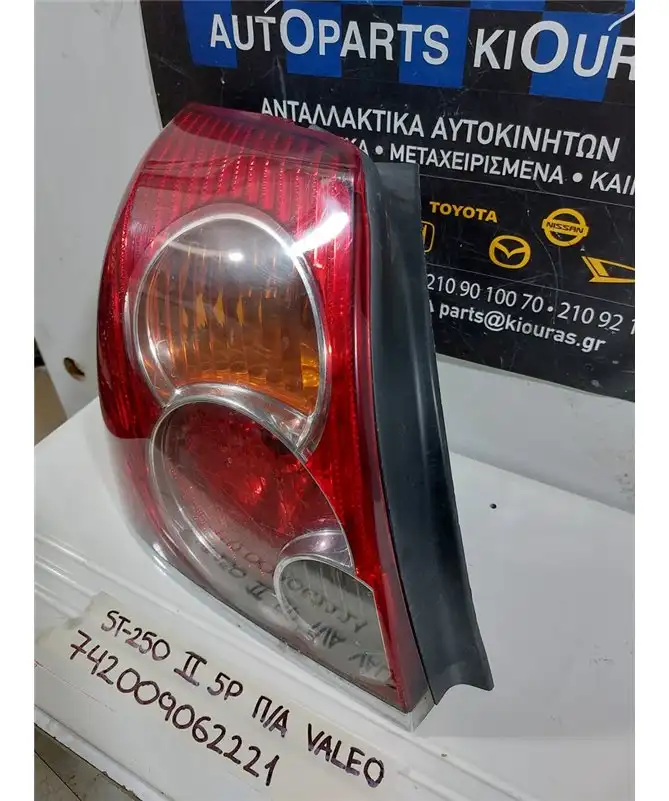 AUTOPARTS KIOUR
ΑΝΤΑΛΛΑΚΤΙΚΑ ΑΥΤΟΚΙΝΗΤΩΝ
• ΜΕΤΑΧΕΙΡΙΣΜΕΝΑ •
TOYOTA
NISSAN
210 90 100 70 • 210 92 1
parts@kiouras.gr
ST-250 II 5P Π/Α VALEO
742009062221